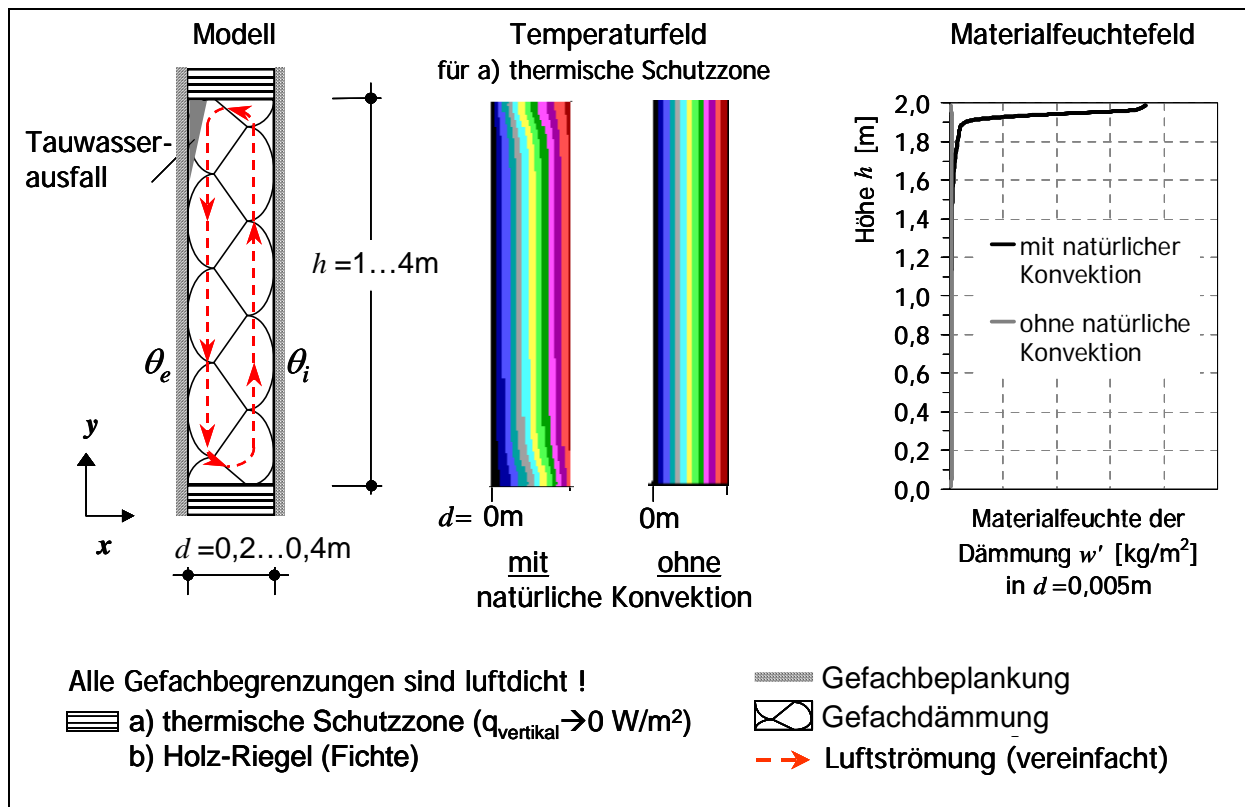 Modell
Temperaturfeld
für a) thermische Schutzzone
Materialfeuchtefeld
Tauwasser-
ausfall
h =1…4m
θe
θi
y
x
d =0,2…0,4m
d= 0m
0m
mit
ohne
natürliche Konvektion
Höhe h [m]
2,0
1,8
1,6
1,4
1,2
1,0
0,8
0,6
0,4
0,2
0,0
mit natürlicher
Konvektion
ohne natürliche
Konvektion
Materialfeuchte der
Dämmung w' [kg/m²]
in d =0,005m
Alle Gefachbegrenzungen sind luftdicht !
a) thermische Schutzzone (qvertikal→0 W/m²)
b) Holz-Riegel (Fichte)
Gefachbeplankung
Gefachdämmung
Luftströmung (vereinfacht)